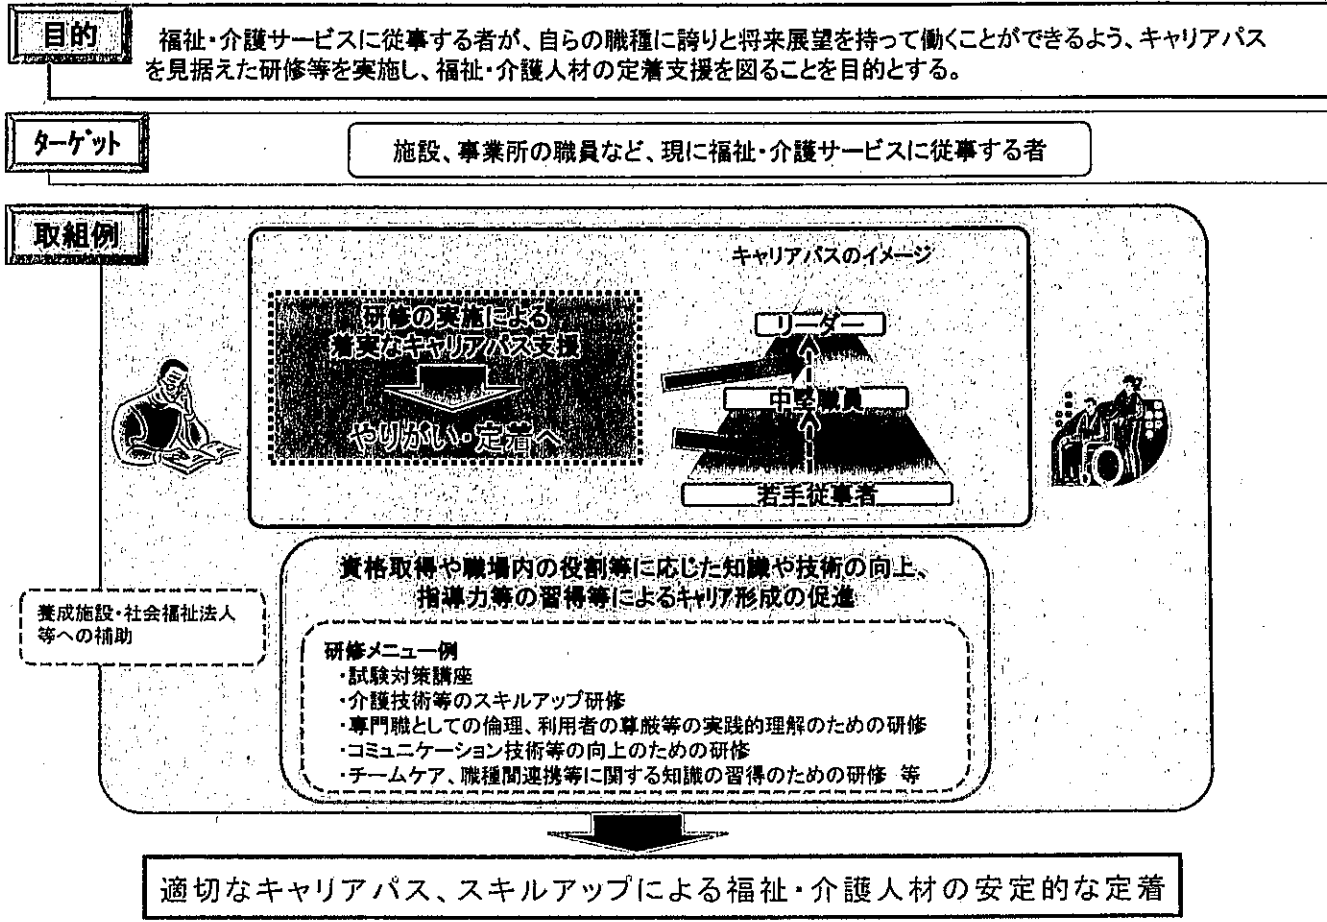 目的
福祉・介護サービスに従事する者が、自らの職種に誇りと将来展望を持って働くことができるよう、キャリアパス
を見据えた研修等を実施し、福祉・介護人材の定着支援を図ることを目的とする。
ターゲット
施設、事業所の職員など、現に福祉・介護サービスに従事する者
取組例
キャリアパスのイメージ
研修の実施による
着実なキャリアパス支援
やりがい・定着へ
リーダー
中堅職員
若手従事者
資格取得や職場内の役割等に応じた知識や技術の向上、
指導力等の習得等によるキャリア形成の促進
養成施設・社会福祉法人
等への補助
研修メニュー例
・試験対策講座
・介護技術等のスキルアップ研修
・専門職としての倫理、利用者の尊厳等の実践的理解のための研修
・コミュニケーション技術等の向上のための研修
・チームケア、職種間連携等に関する知識の習得のための研修 等
適切なキャリアパス、スキルアップによる福祉・介護人材の安定的な定着